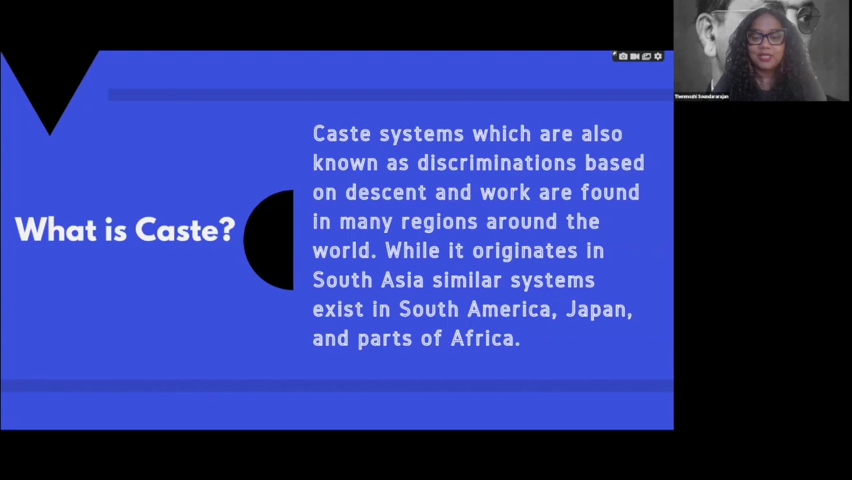 Thenmozhi Soundararajan
What is Caste?
Caste systems which are also
known as discriminations based
on descent and work are found
in many regions around the
world. While it originates in
South Asia similar systems
exist in South America, Japan,
and parts of Africa.